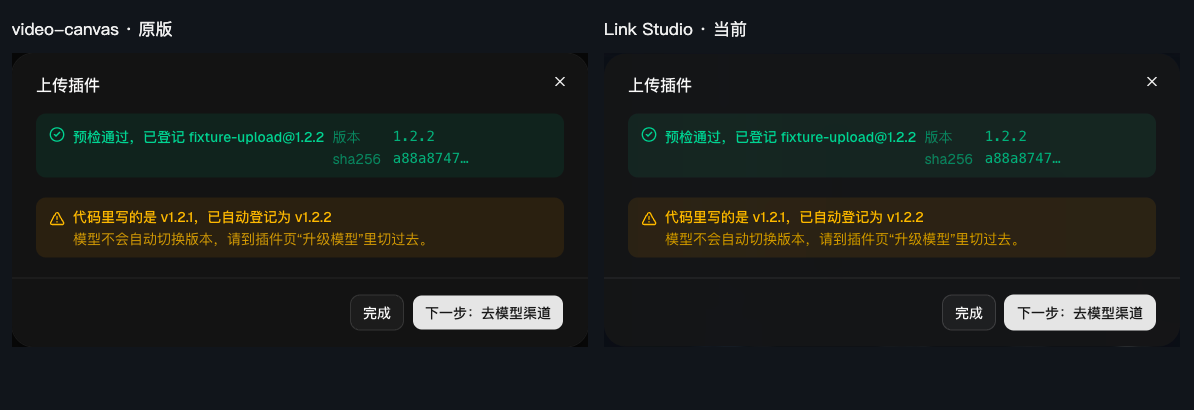 video-canvas · 原版
上传插件
预检通过，已登记 fixture-upload@1.2.2 版本 1.2.2
sha256 a88a8747…
代码里写的是 v1.2.1，已自动登记为 v1.2.2
模型不会自动切换版本，请到插件页“升级模型”里切过去。
完成 下一步：去模型渠道
Link Studio · 当前
上传插件
预检通过，已登记 fixture-upload@1.2.2 版本 1.2.2
sha256 a88a8747…
代码里写的是 v1.2.1，已自动登记为 v1.2.2
模型不会自动切换版本，请到插件页“升级模型”里切过去。
完成 下一步：去模型渠道